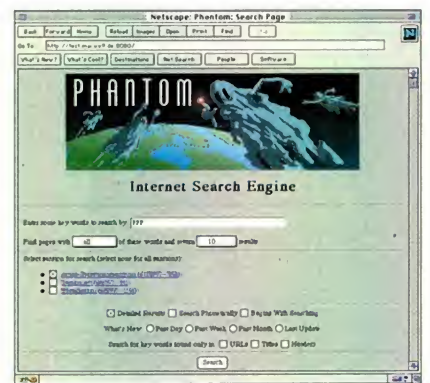 Netscape: Phantom: Search Page
Back Forward Home Reload Images Open Print Find
Go To: http://
What's New? What's Cool? Destinations Net Search People Software
PHANTOM
Internet Search Engine
Enter some key words to search by:
Find pages with all of these words and return 10 results
Select metrics for search (select none for all metrics):
Detailed Results Search Phonetically Begins With Searching
What's New: Past Day Past Week Past Month Last Update
Search for key words found only in URLs Titles Headers
Search